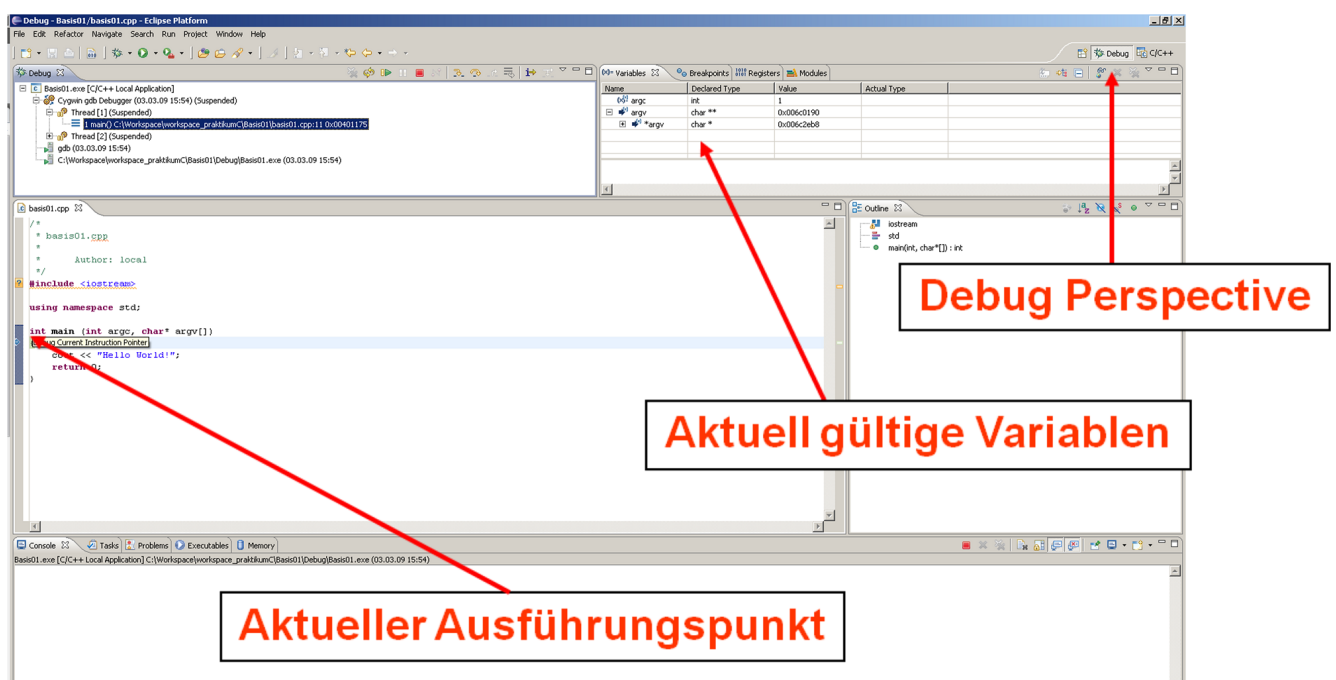 Debug - Basis01/basis01.cpp - Eclipse Platform
File Edit Refactor Navigate Search Run Project Window Help
Debug C/C++
Debug
Basis01.exe [C/C++ Local Application]
Cygwin gdb Debugger (03.03.09 15:54) (Suspended)
Thread [1] (Suspended)
1 main() C:\Workspace\workspace_praktikumC\Basis01\basis01.cpp:11 0x00401175
Thread [2] (Suspended)
gdb (03.03.09 15:54)
C:\Workspace\workspace_praktikumC\Basis01\Debug\Basis01.exe (03.03.09 15:54)
Variables Breakpoints Registers Modules
Name Declared Type Value Actual Type
argc int 1
argv char ** 0x006c0190
*argv char * 0x006c2eb8
basis01.cpp
/*
* basis01.cpp
*
* Author: local
*/
#include <iostream>
using namespace std;
int main (int argc, char* argv[])
Current Instruction Pointer
cout << "Hello World!";
return 0;
}
Outline
iostream
std
main(int, char*[]) : int
Debug Perspective
Aktuell gültige Variablen
Console Tasks Problems Executables Memory
Basis01.exe [C/C++ Local Application] C:\Workspace\workspace_praktikumC\Basis01\Debug\Basis01.exe (03.03.09 15:54)
Aktueller Ausführungspunkt